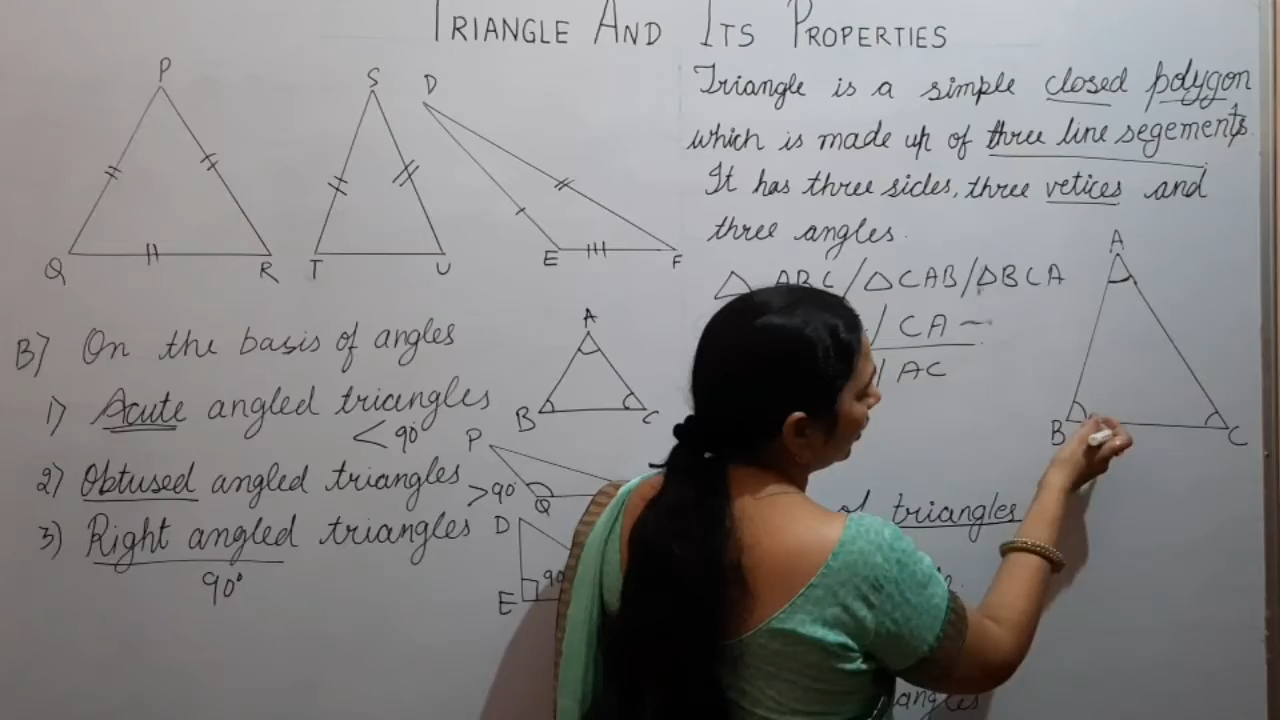 TRIANGLE AND ITS PROPERTIES
P
Q R
S
T U
D
E F
Triangle is a simple closed polygon
which is made up of three line segements.
It has three sides, three vetices and
three angles.
△ ABC/△CAB/△BCA
/ CA –
/ AC
A
B C
of triangles
B) On the basis of angles
1) Acute angled triangles
< 90°
2) Obtused angled triangles
> 90°
3) Right angled triangles
90°
A
B C
P
Q
D
E 90
angles